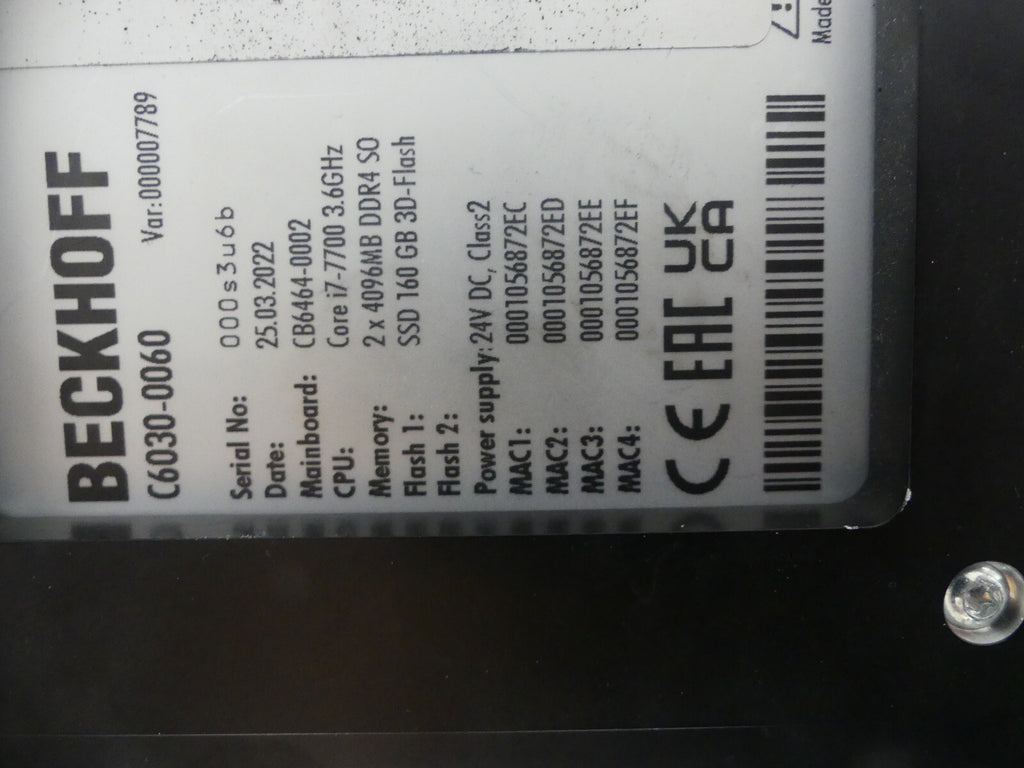 BECKHOFF
C6030-0060 Var:000007789
Serial No: 000s3u6b
Date: 25.03.2022
Mainboard: CB6464-0002
CPU: Core i7-7700 3.6GHz
Memory: 2 x 4096MB DDR4 SO
Flash 1: SSD 160 GB 3D-Flash
Flash 2:
Power supply: 24V DC, Class2
MAC1: 0001056872EC
MAC2: 0001056872ED
MAC3: 0001056872EE
MAC4: 0001056872EF
CE EAC UK
CA
Made